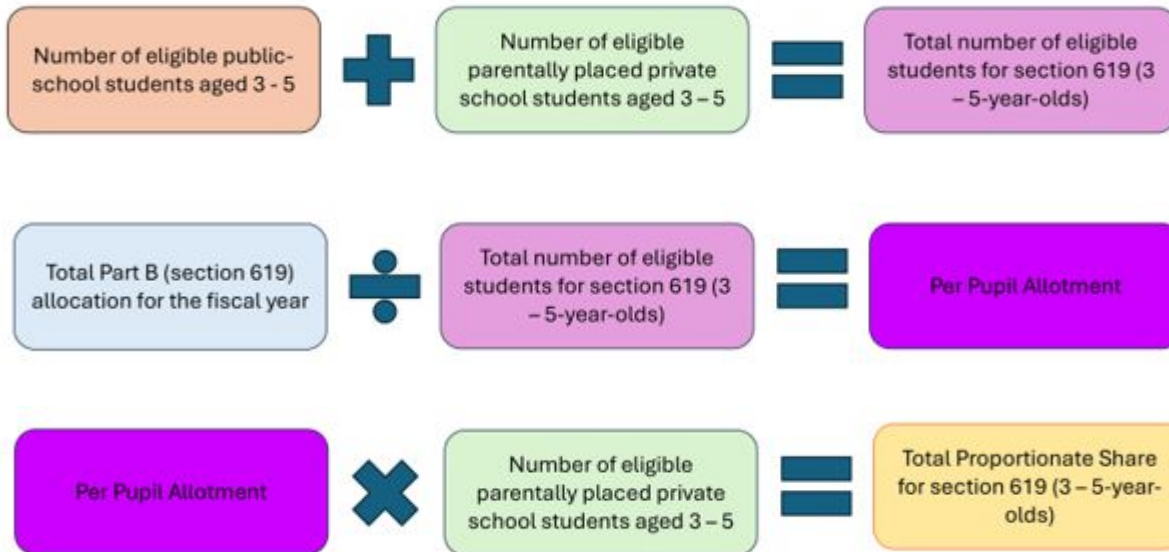 Number of eligible public-
school students aged 3 - 5
Number of eligible
parentally placed private
school students aged 3 – 5
Total number of eligible
students for section 619 (3
– 5-year-olds)
Total Part B (section 619)
allocation for the fiscal year
Total number of eligible
students for section 619 (3
– 5-year-olds)
Per Pupil Allotment
Per Pupil Allotment
Number of eligible
parentally placed private
school students aged 3 – 5
Total Proportionate Share
for section 619 (3 – 5-year-
olds)